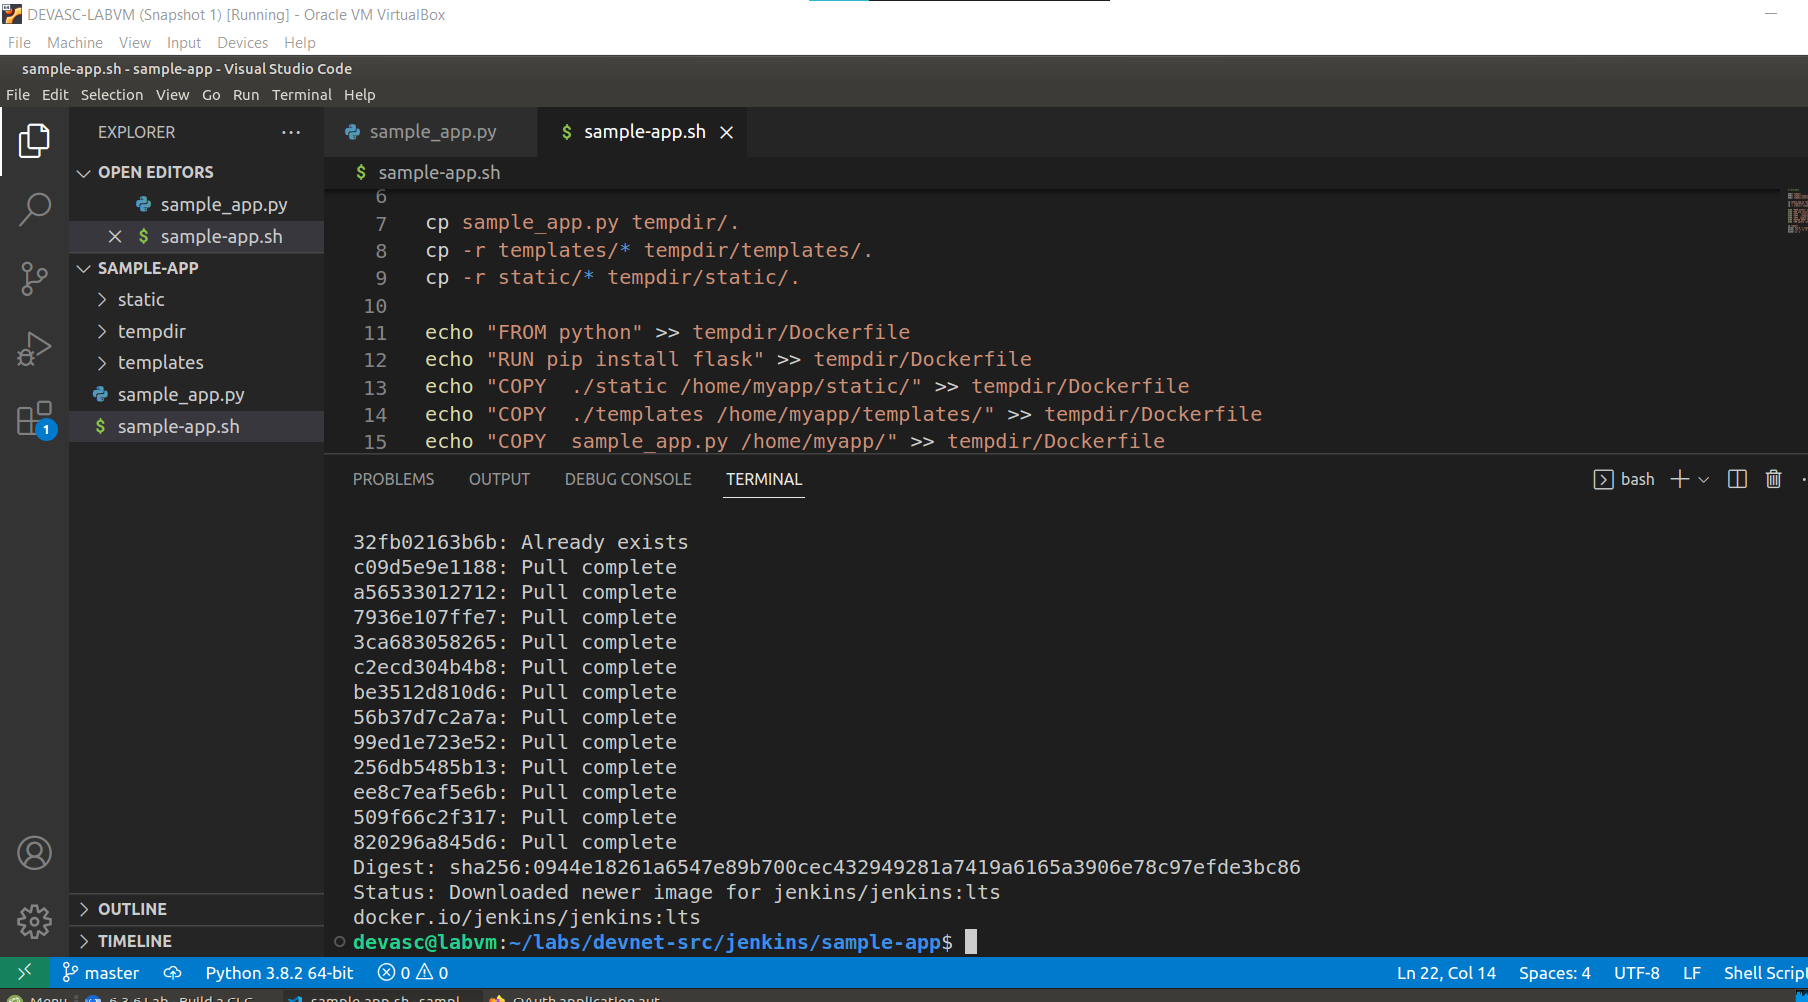 DEVASC-LABVM (Snapshot 1) [Running] - Oracle VM VirtualBox
File Machine View Input Devices Help
sample-app.sh - sample-app - Visual Studio Code
File Edit Selection View Go Run Terminal Help
EXPLORER
OPEN EDITORS
sample_app.py
sample-app.sh
SAMPLE-APP
static
tempdir
templates
sample_app.py
sample-app.sh
OUTLINE
TIMELINE
1
sample_app.py sample-app.sh
$ sample-app.sh
6
7 cp sample_app.py tempdir/.
8 cp -r templates/* tempdir/templates/.
9 cp -r static/* tempdir/static/.
10
11 echo "FROM python" >> tempdir/Dockerfile
12 echo "RUN pip install flask" >> tempdir/Dockerfile
13 echo "COPY  ./static /home/myapp/static/" >> tempdir/Dockerfile
14 echo "COPY  ./templates /home/myapp/templates/" >> tempdir/Dockerfile
15 echo "COPY  sample_app.py /home/myapp/" >> tempdir/Dockerfile
PROBLEMS OUTPUT DEBUG CONSOLE TERMINAL bash
32fb02163b6b: Already exists
c09d5e9e1188: Pull complete
a56533012712: Pull complete
7936e107ffe7: Pull complete
3ca683058265: Pull complete
c2ecd304b4b8: Pull complete
be3512d810d6: Pull complete
56b37d7c2a7a: Pull complete
99ed1e723e52: Pull complete
256db5485b13: Pull complete
ee8c7eaf5e6b: Pull complete
509f66c2f317: Pull complete
820296a845d6: Pull complete
Digest: sha256:0944e18261a6547e89b700cec432949281a7419a6165a3906e78c97efde3bc86
Status: Downloaded newer image for jenkins/jenkins:lts
docker.io/jenkins/jenkins:lts
devasc@labvm:~/labs/devnet-src/jenkins/sample-app$
master Python 3.8.2 64-bit 0 0 Ln 22, Col 14 Spaces: 4 UTF-8 LF Shell Script